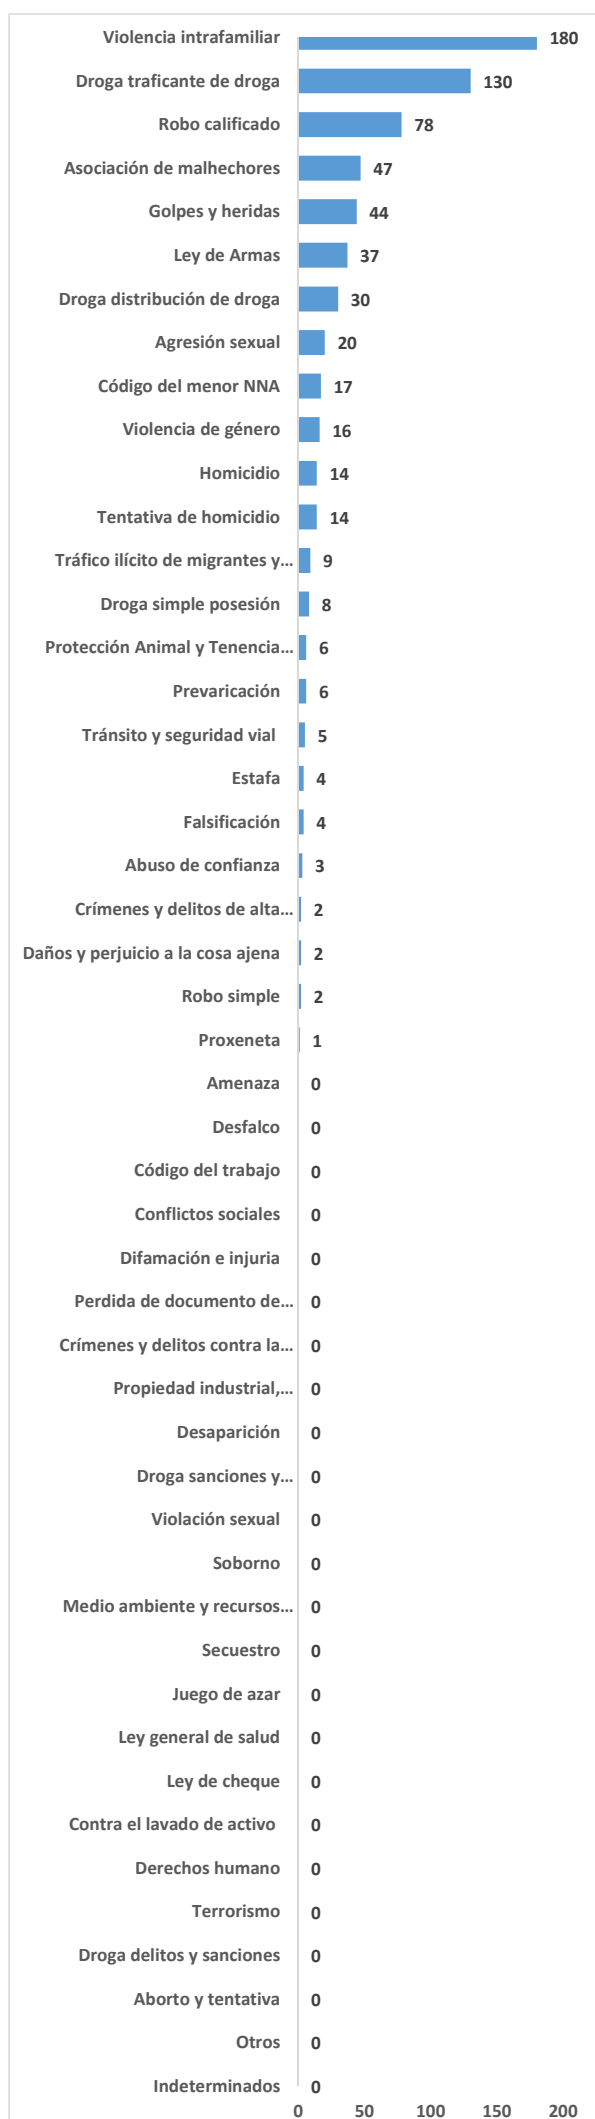 Violencia intrafamiliar 180
Droga traficante de droga 130
Robo calificado 78
Asociación de malhechores 47
Golpes y heridas 44
Ley de Armas 37
Droga distribución de droga 30
Agresión sexual 20
Código del menor NNA 17
Violencia de género 16
Homicidio 14
Tentativa de homicidio 14
Tráfico ilícito de migrantes y... 9
Droga simple posesión 8
Protección Animal y Tenencia... 6
Prevaricación 6
Tránsito y seguridad vial 5
Estafa 4
Falsificación 4
Abuso de confianza 3
Crímenes y delitos de alta... 2
Daños y perjuicio a la cosa ajena 2
Robo simple 2
Proxeneta 1
Amenaza 0
Desfalco 0
Código del trabajo 0
Conflictos sociales 0
Difamación e injuria 0
Perdida de documento de... 0
Crímenes y delitos contra la... 0
Propiedad industrial,... 0
Desaparición 0
Droga sanciones y... 0
Violación sexual 0
Soborno 0
Medio ambiente y recursos... 0
Secuestro 0
Juego de azar 0
Ley general de salud 0
Ley de cheque 0
Contra el lavado de activo 0
Derechos humano 0
Terrorismo 0
Droga delitos y sanciones 0
Aborto y tentativa 0
Otros 0
Indeterminados 0
0 50 100 150 200